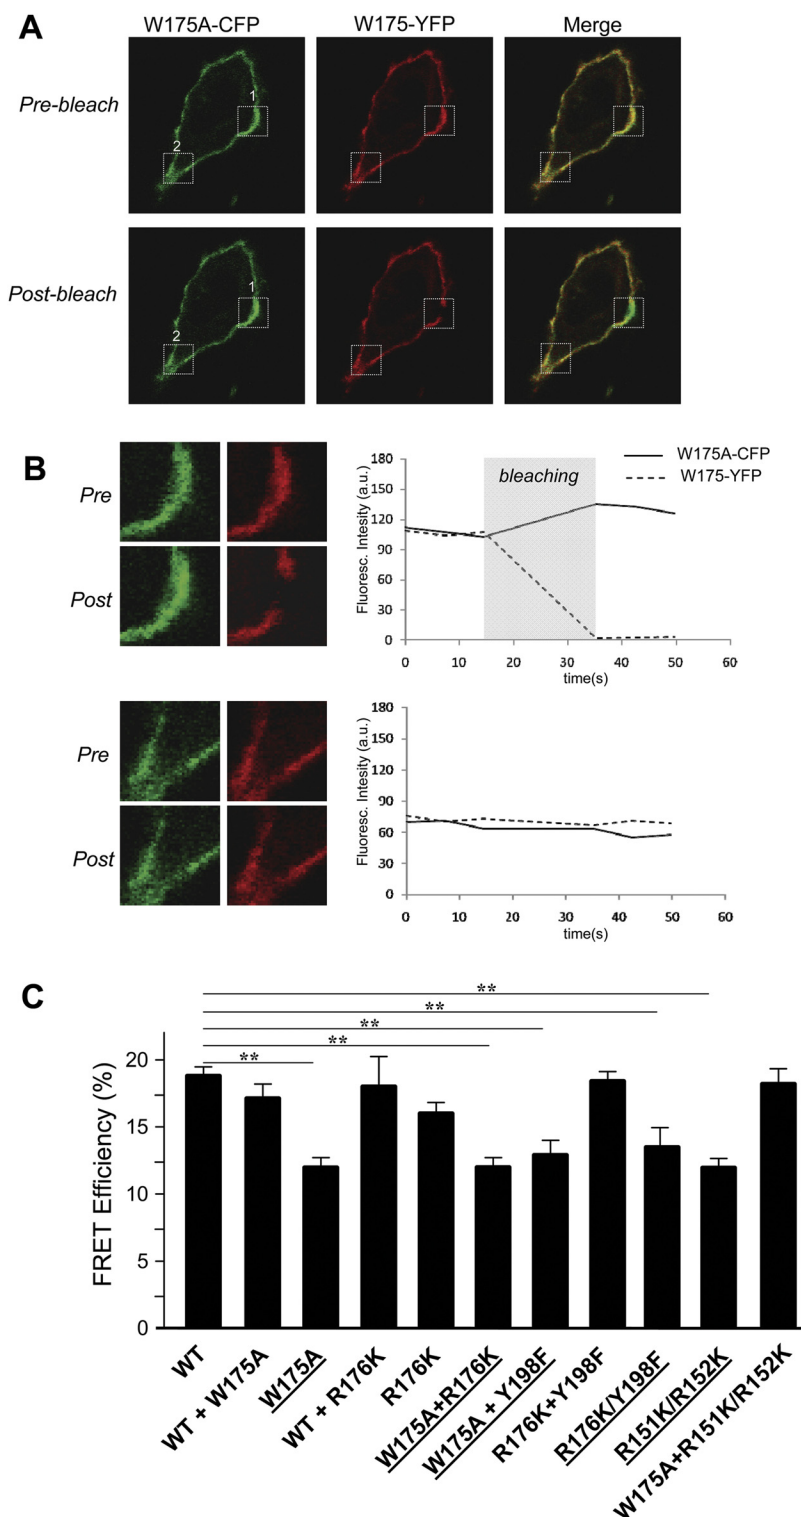 A
W175A-CFP
W175-YFP
Merge
Pre-bleach
1
2
Post-bleach
1
2
B
Pre
Post
Pre
Post
W175A-CFP
W175-YFP
bleaching
Fluoresc. Intesity (a.u.)
180
150
120
90
60
30
0
0 10 20 30 40 50 60
time(s)
Fluoresc. Intesity (a.u.)
180
150
120
90
60
30
0
0 10 20 30 40 50 60
time(s)
C
**
**
**
**
**
FRET Efficiency (%)
20
15
10
5
0
WT
WT + W175A
W175A
WT + R176K
R176K
W175A+R176K
W175A + Y198F
R176K+Y198F
R176K/Y198F
R151K/R152K
W175A+R151K/R152K